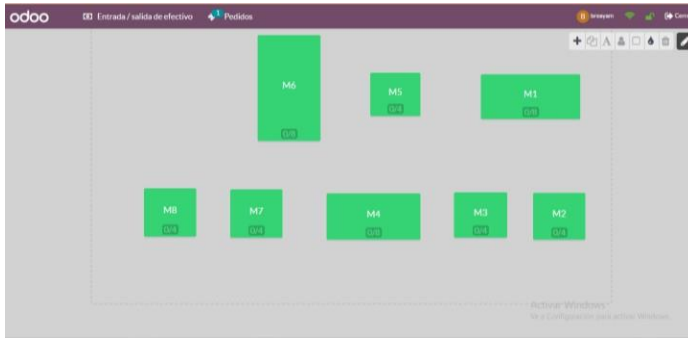 odoo Entrada / salida de efectivo 1 Pedidos
A
M6
0/8
M5
0/4
M1
0/8
M8
0/4
M7
0/4
M4
0/8
M3
0/4
M2
0/4
Activar Windows
Ve a Configuración para activar Windows.